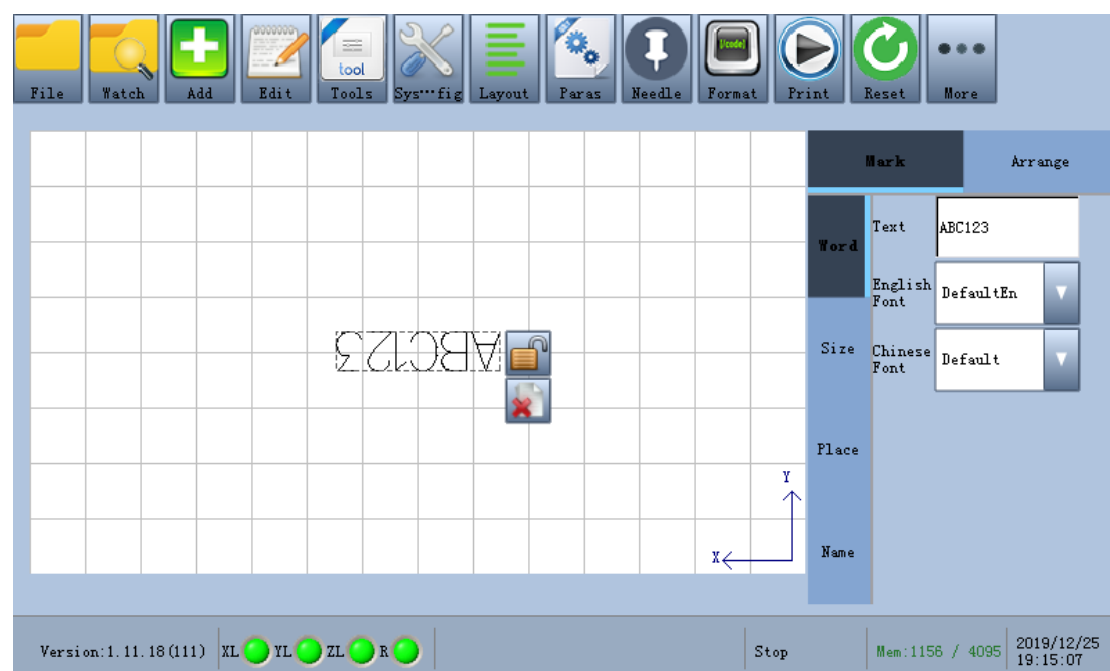 tool
[/code]
File Watch Add Edit Tools Sys···fig Layout Paras Needle Format Print Reset More
Mark Arrange
Word
Text ABC123
English Font DefaultEn
Size
Chinese Font Default
ABC123
Place
Y
X
Name
Version:1.11.18(111) XL YL ZL R Stop Mem:1156 / 4095 2019/12/25
19:15:07